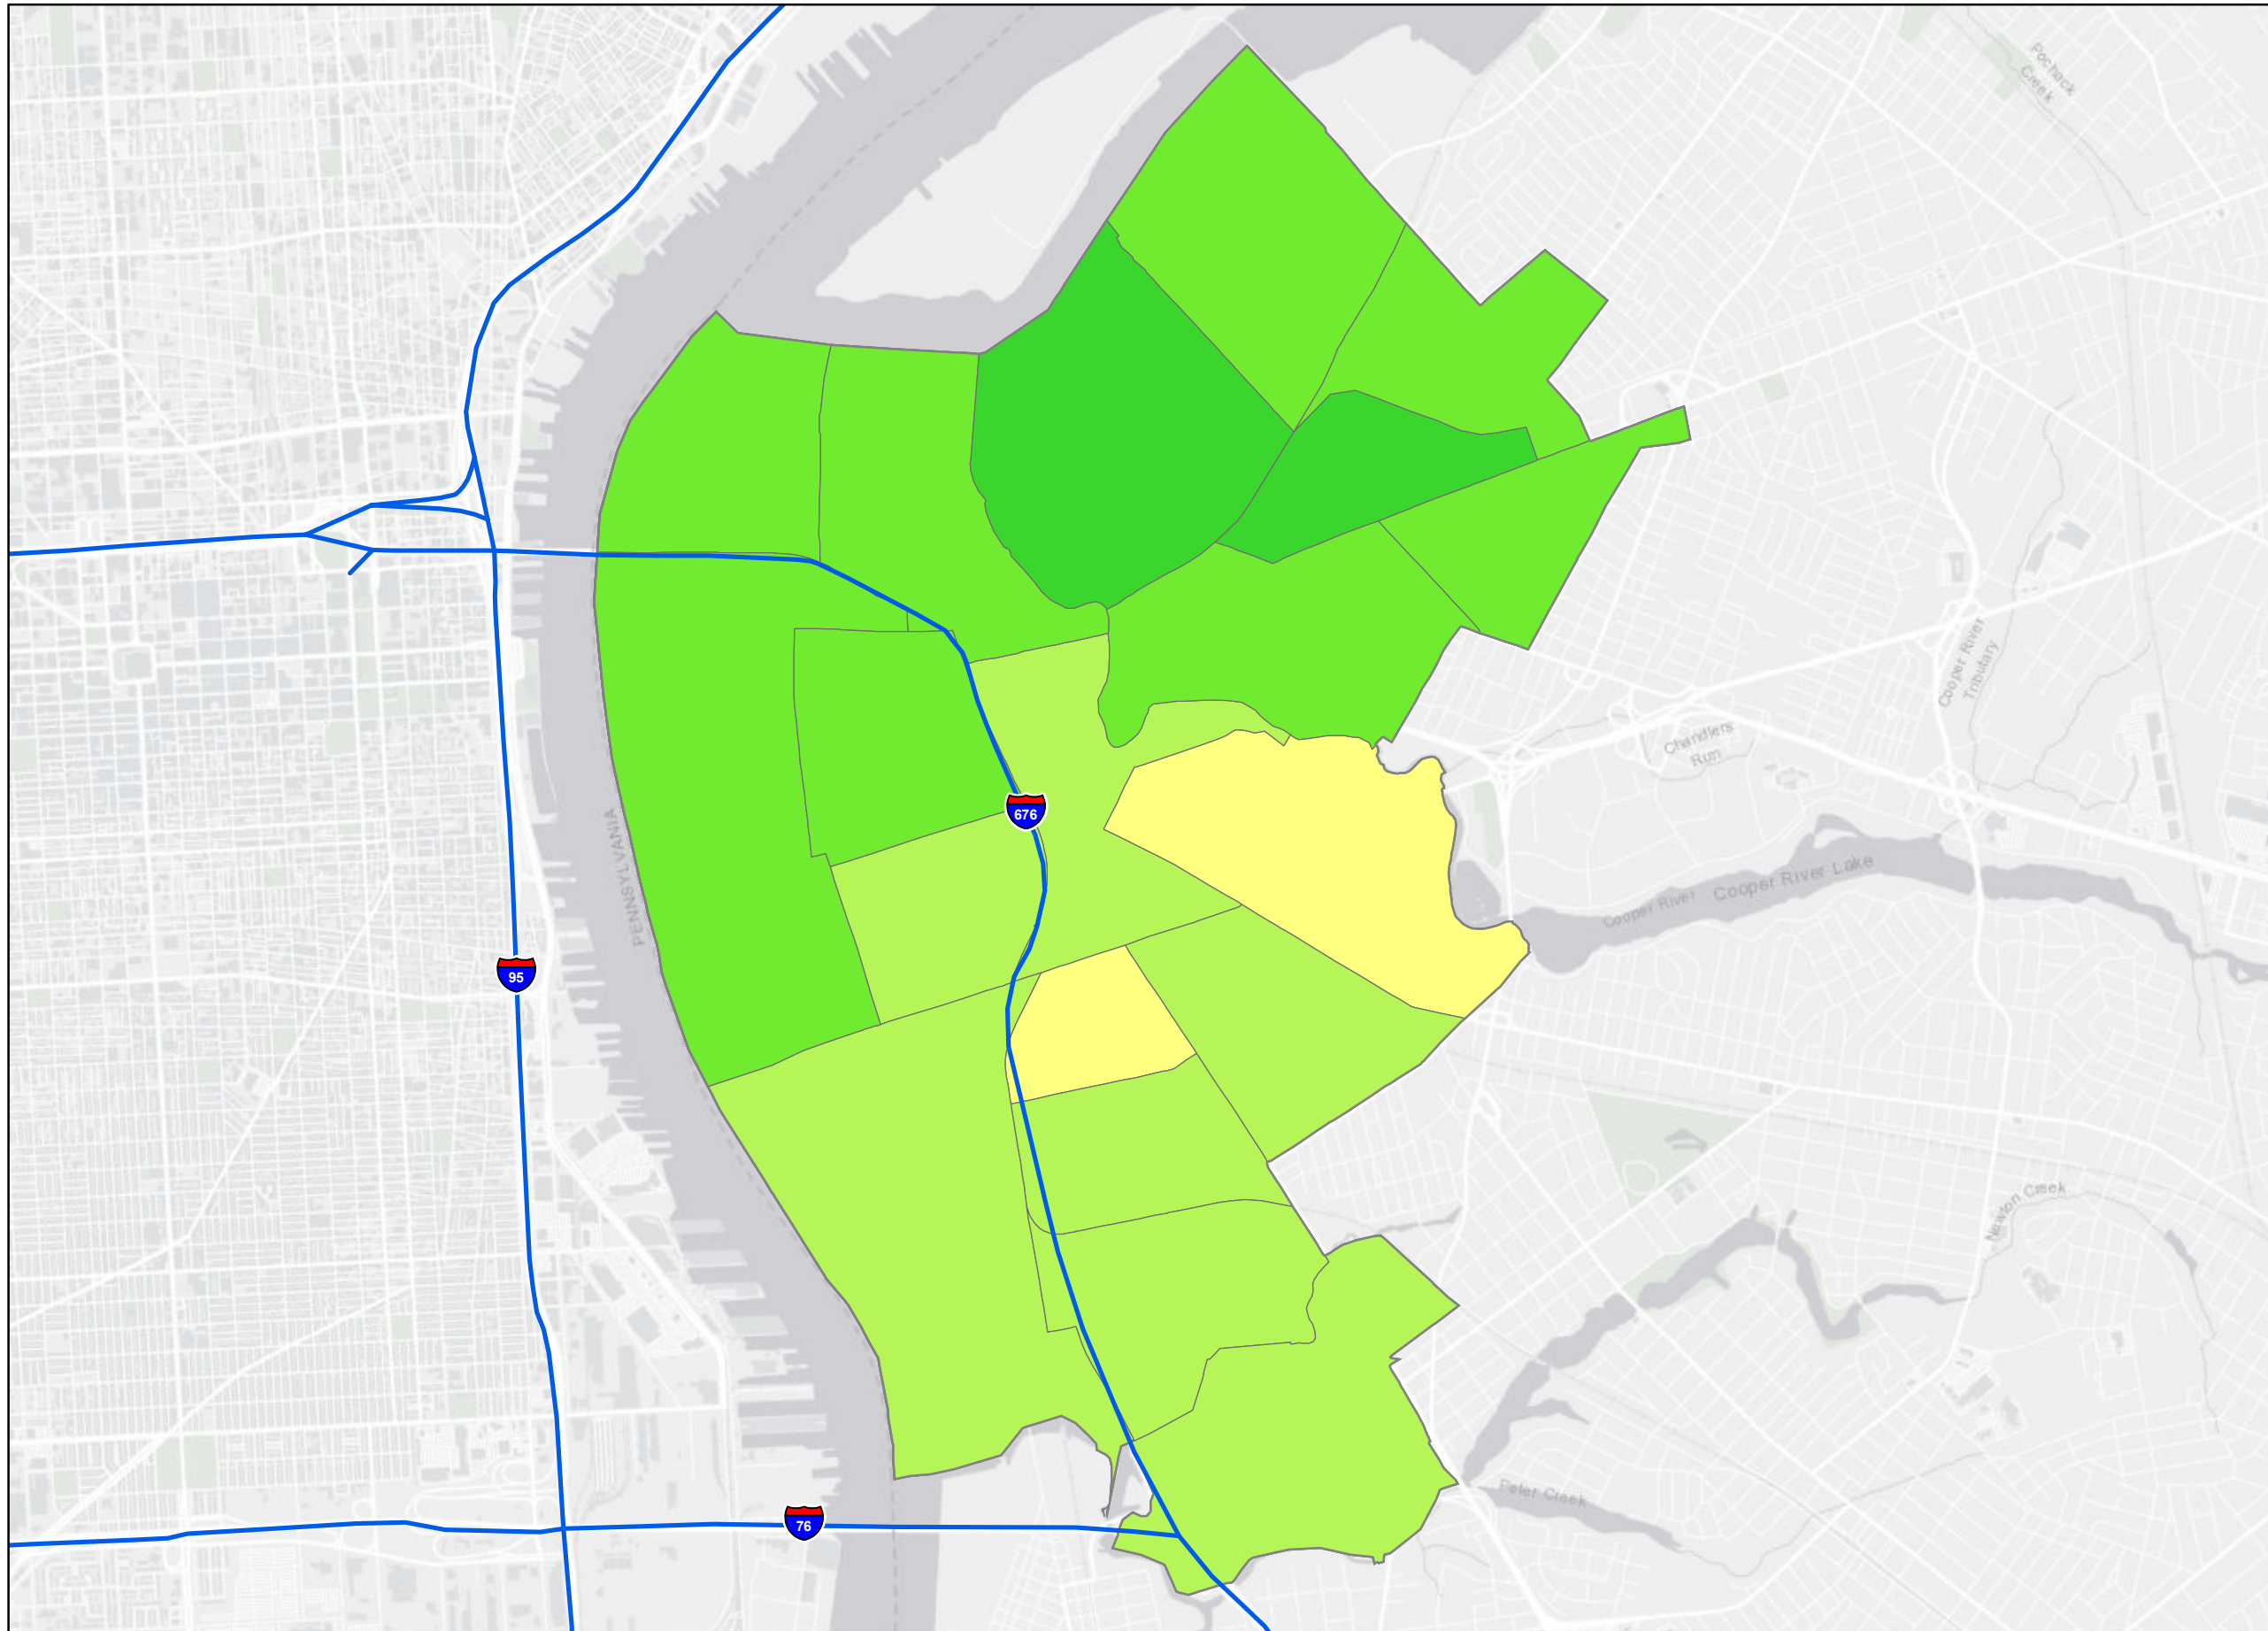 Pochack
Creek
Cooper River
Tributary
Chandlers
Run
676
PENNSYLVANIA
Cooper River
Cooper River Lake
95
Newton Creek
Peter Creek
76